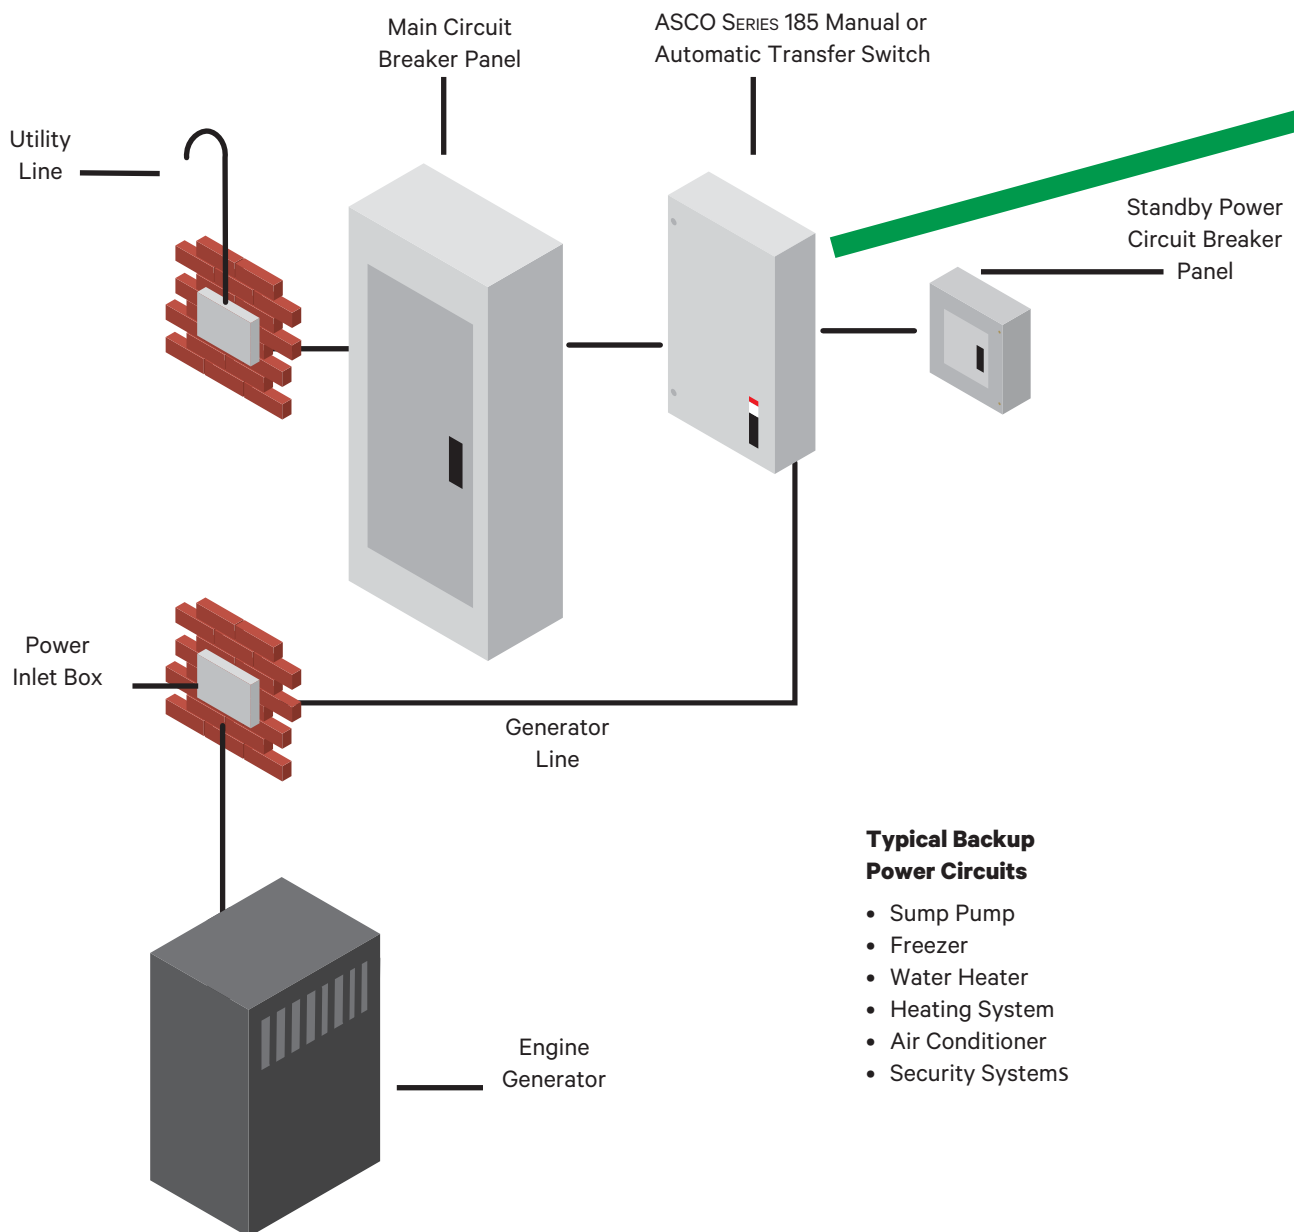 Main Circuit
Breaker Panel
ASCO SERIES 185 Manual or
Automatic Transfer Switch
Utility
Line
Standby Power
Circuit Breaker
Panel
Power
Inlet Box
Generator
Line
Typical Backup
Power Circuits
• Sump Pump
• Freezer
• Water Heater
• Heating System
• Air Conditioner
• Security Systems
Engine
Generator